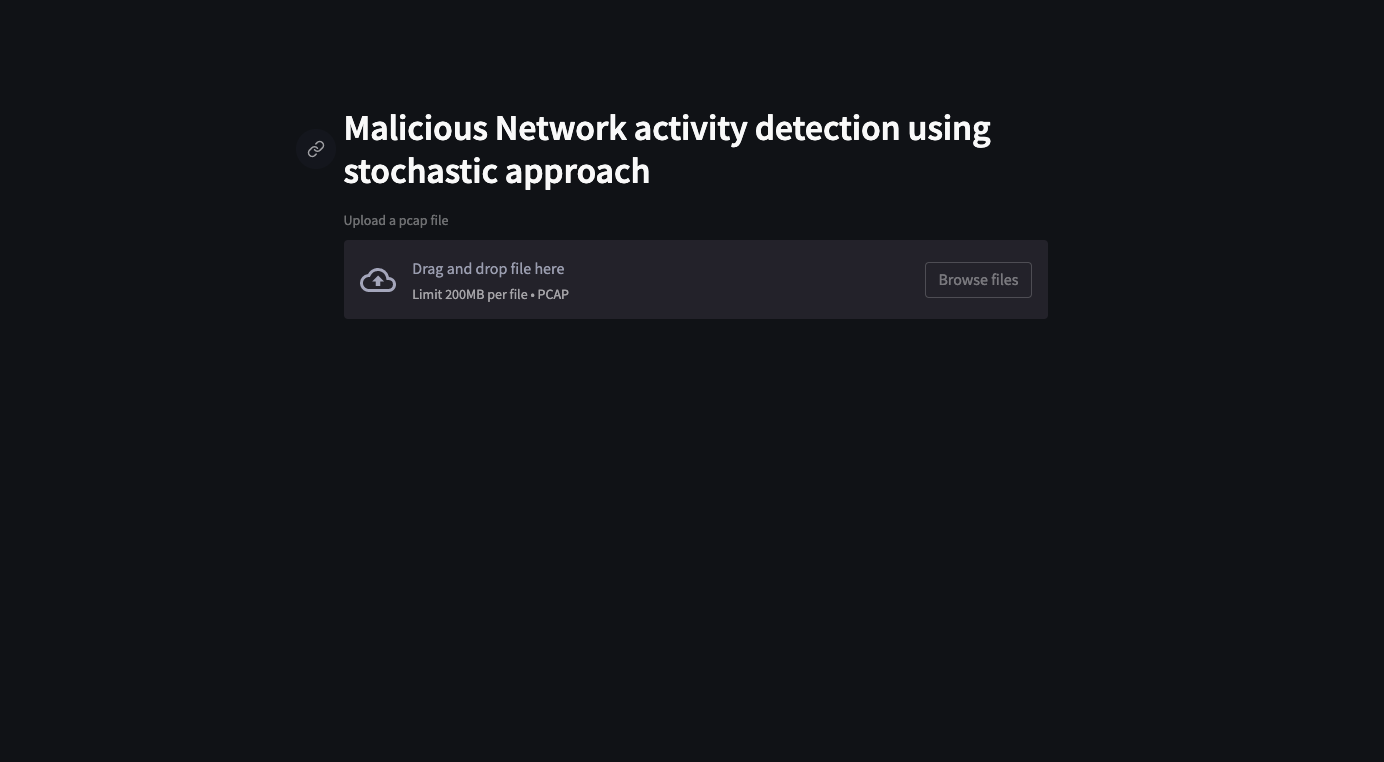 Malicious Network activity detection using
stochastic approach
Upload a pcap file
Drag and drop file here
Limit 200MB per file • PCAP
Browse files